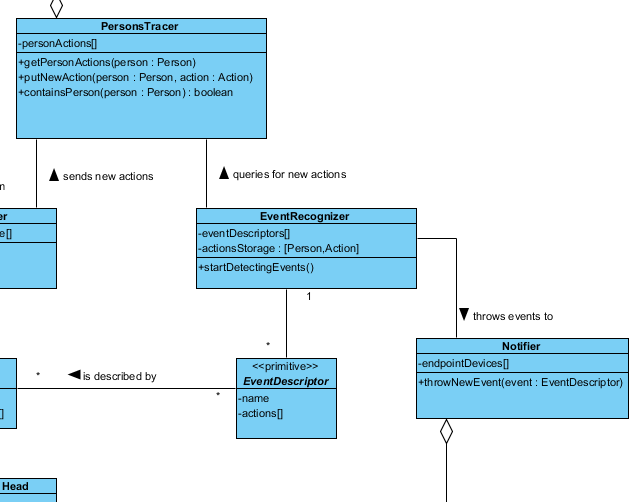 PersonsTracer
-personActions[]
+getPersonActions(person : Person)
+putNewAction(person : Person, action : Action)
+containsPerson(person : Person) : boolean
sends new actions
queries for new actions
m
er
e[]
EventRecognizer
-eventDescriptors[]
-actionsStorage : [Person,Action]
+startDetectingEvents()
1
throws events to
*
Notifier
-endpointDevices[]
+throwNewEvent(event : EventDescriptor)
*
is described by
*
<<primitive>>
EventDescriptor
-name
-actions[]
[]
Head